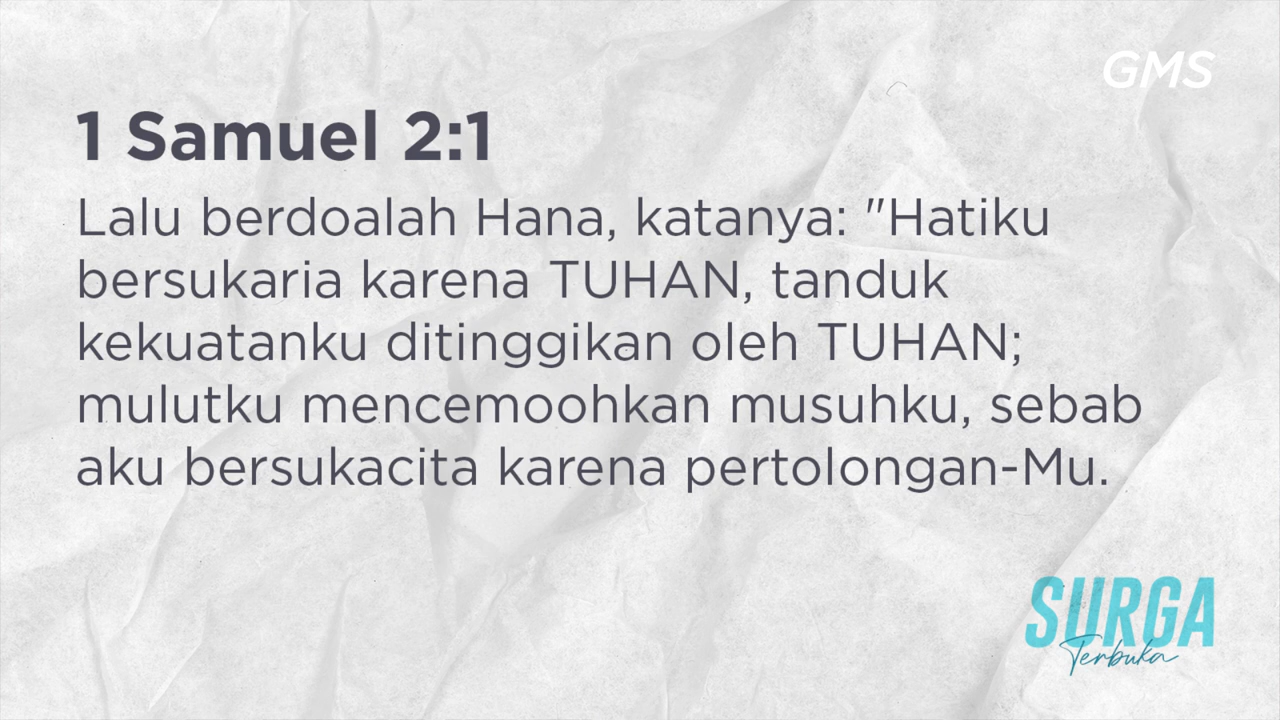 GMS
1 Samuel 2:1
Lalu berdoalah Hana, katanya: "Hatiku
bersukaria karena TUHAN, tanduk
kekuatanku ditinggikan oleh TUHAN;
mulutku mencemoohkan musuhku, sebab
aku bersukacita karena pertolongan-Mu.
SURGA
Terbuka